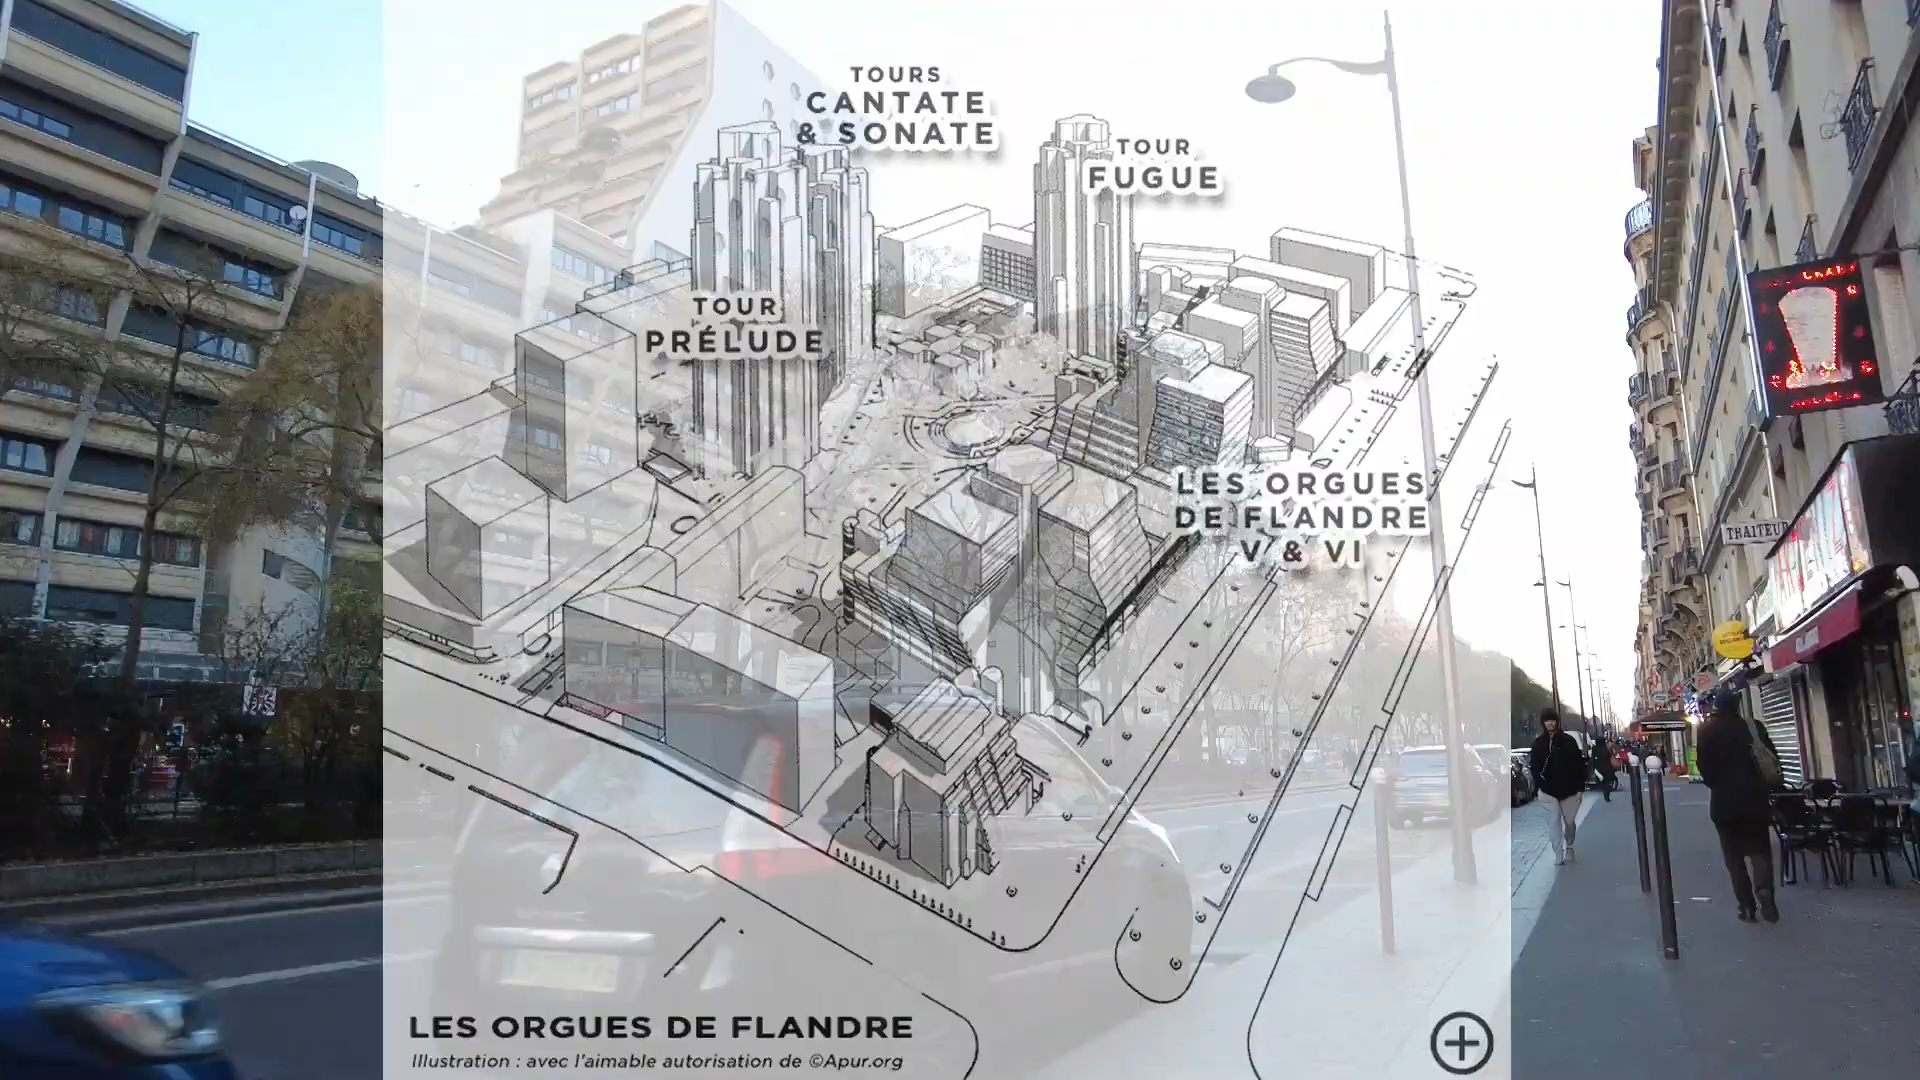 TOURS
CANTATE
& SONATE
TOUR
FUGUE
TOUR
PRÉLUDE
LES ORGUES
DE FLANDRE
V & VI
TRAITEUR
LES ORGUES DE FLANDRE
Illustration : avec l'aimable autorisation de ©Apur.org